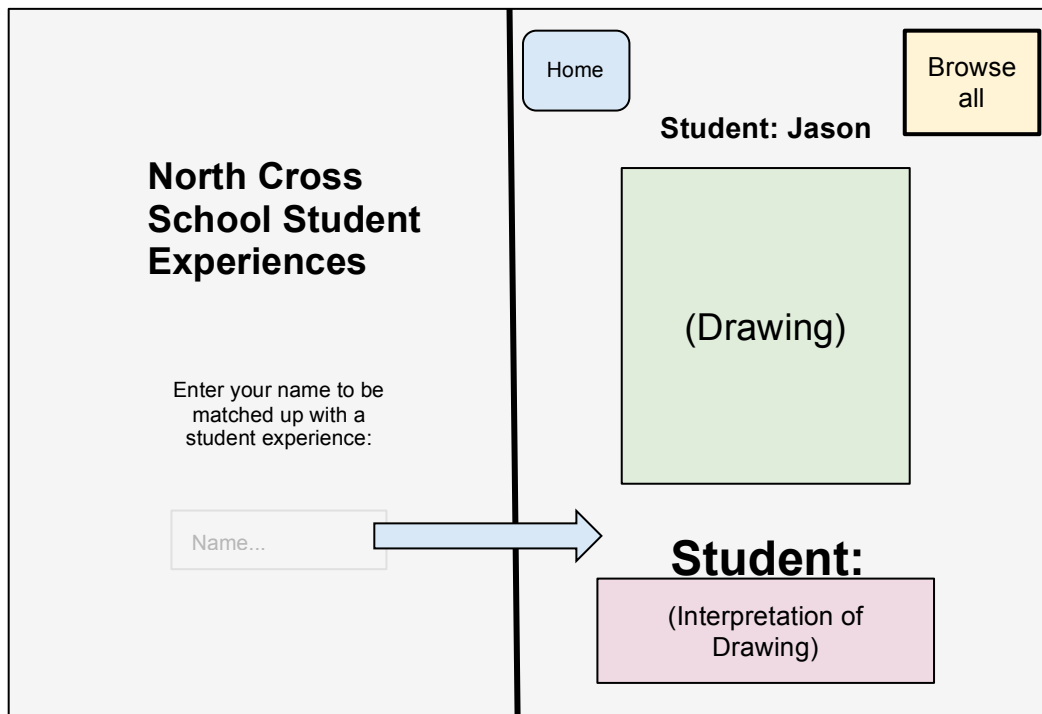 North Cross
School Student
Experiences
Enter your name to be
matched up with a
student experience:
Name...
Home
Browse
all
Student: Jason
(Drawing)
Student:
(Interpretation of
Drawing)